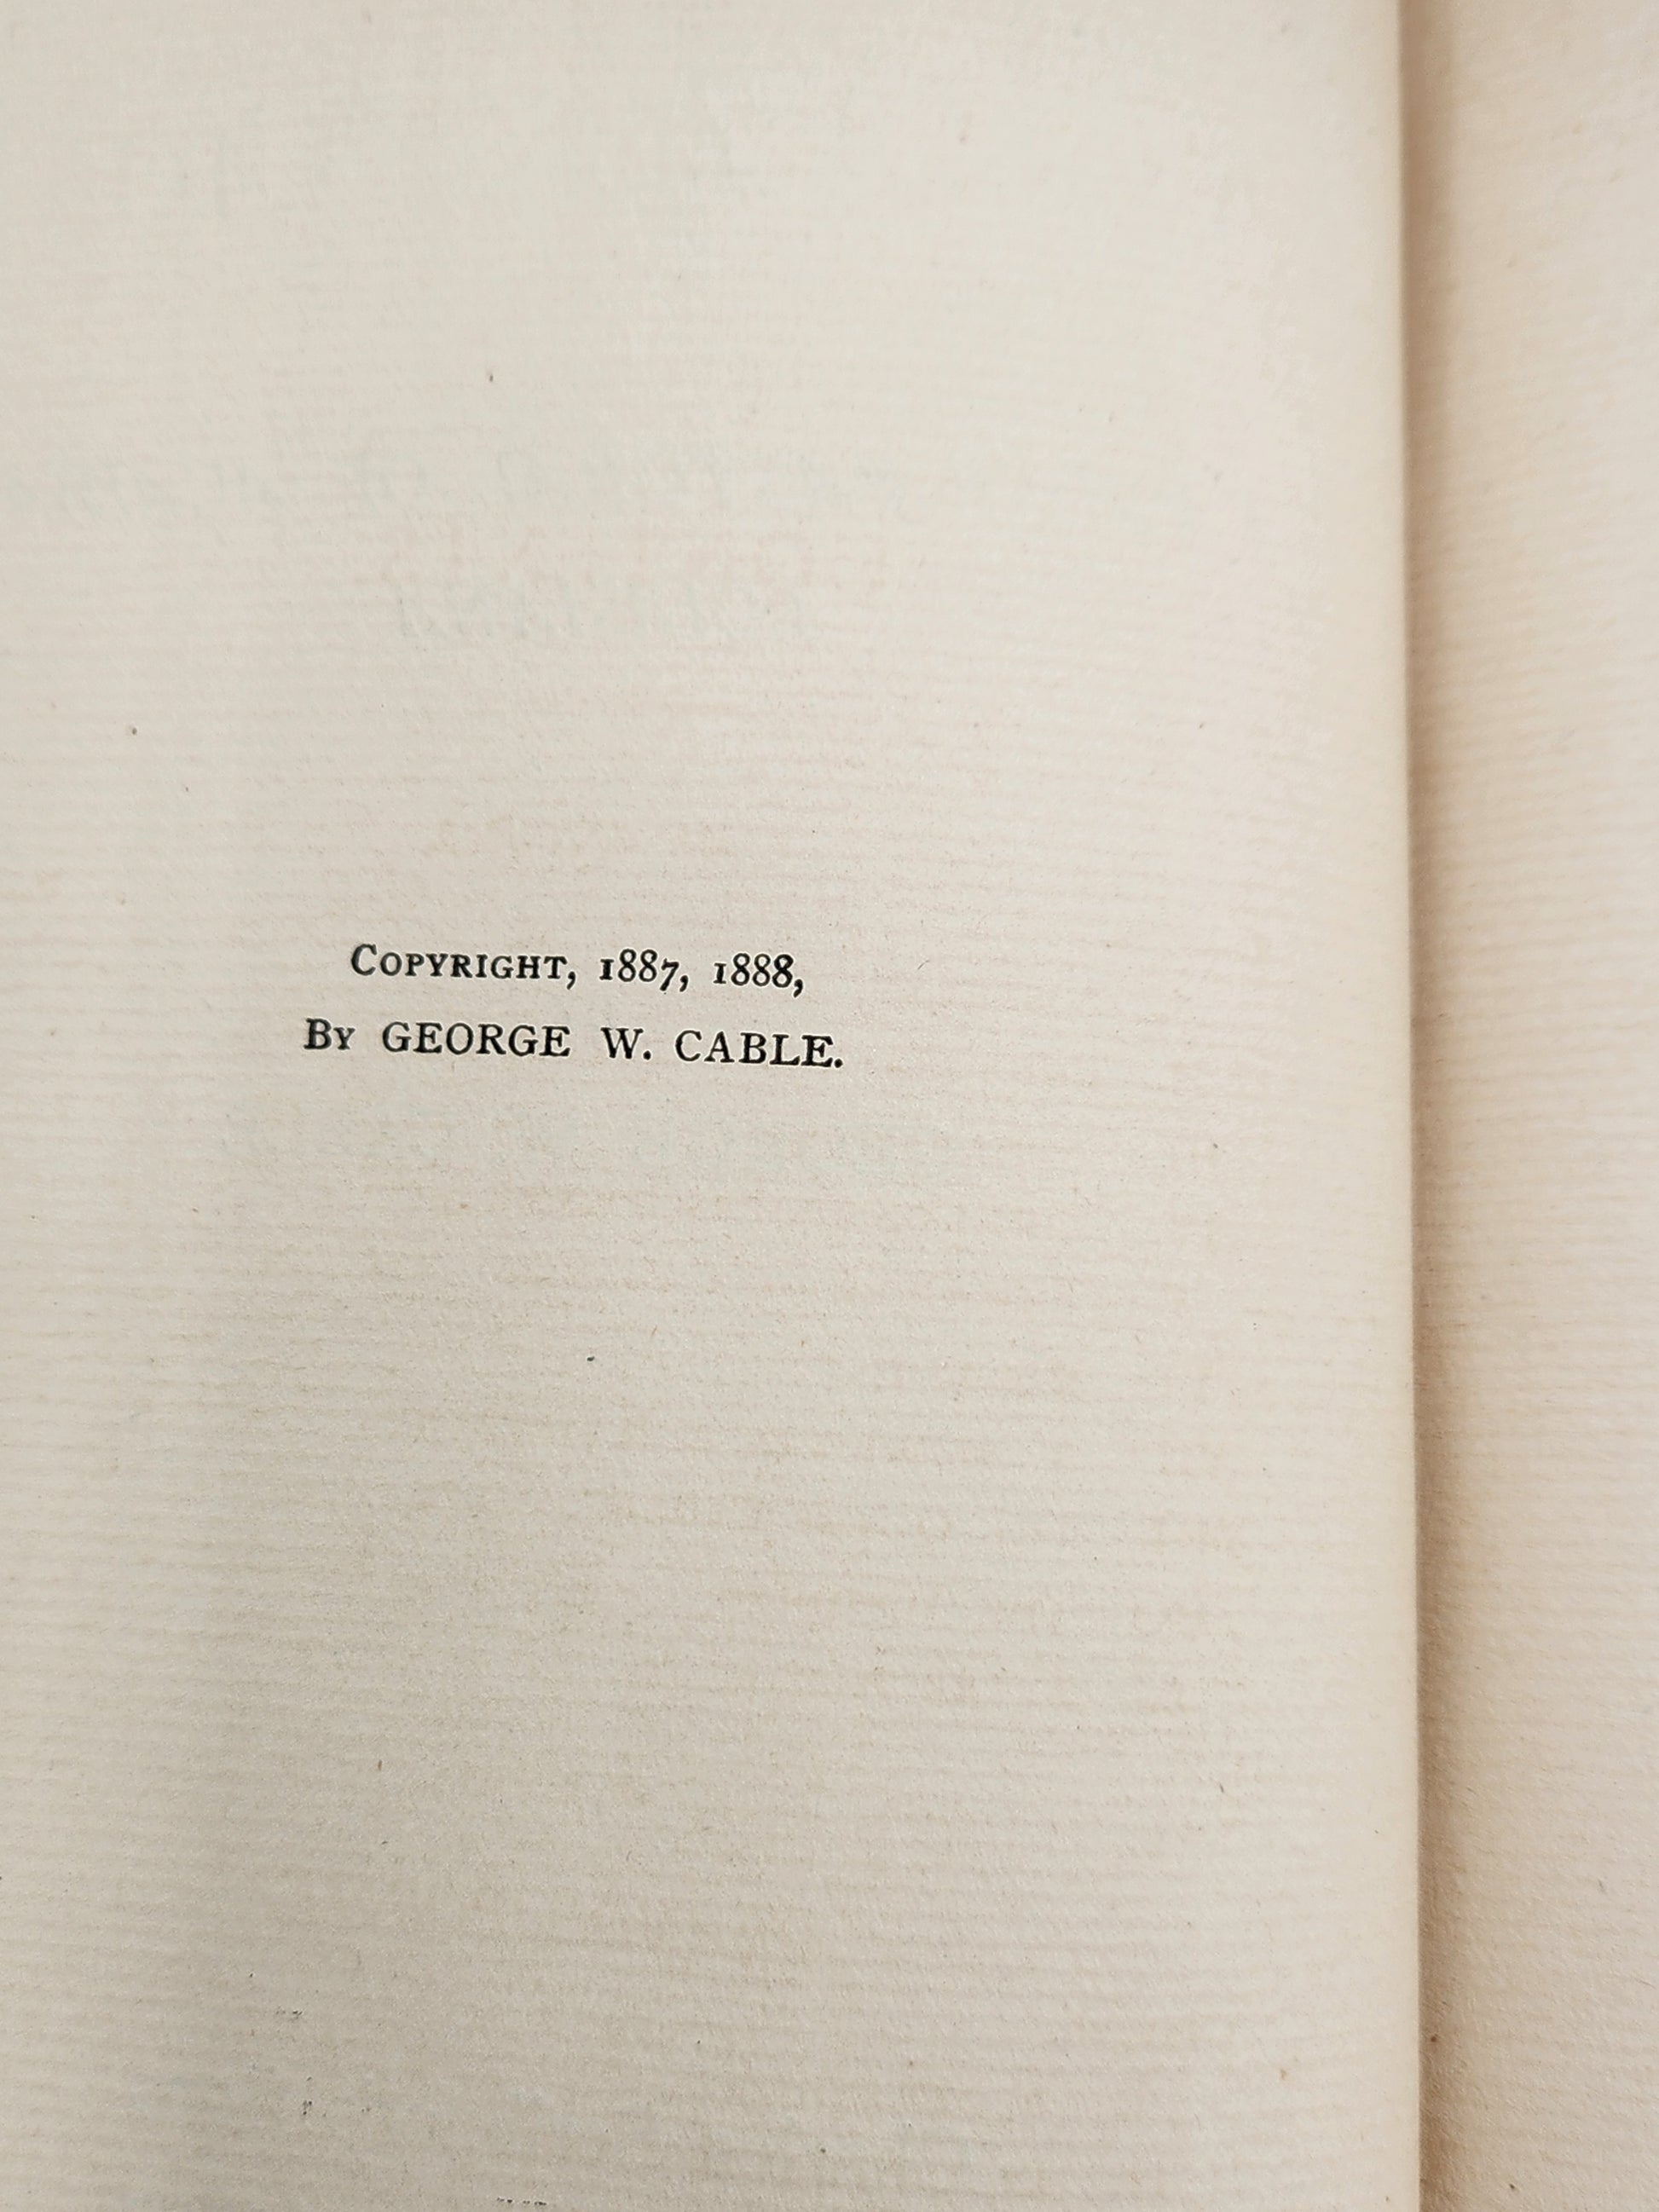 Copyright, 1887, 1888,
By GEORGE W. CABLE.